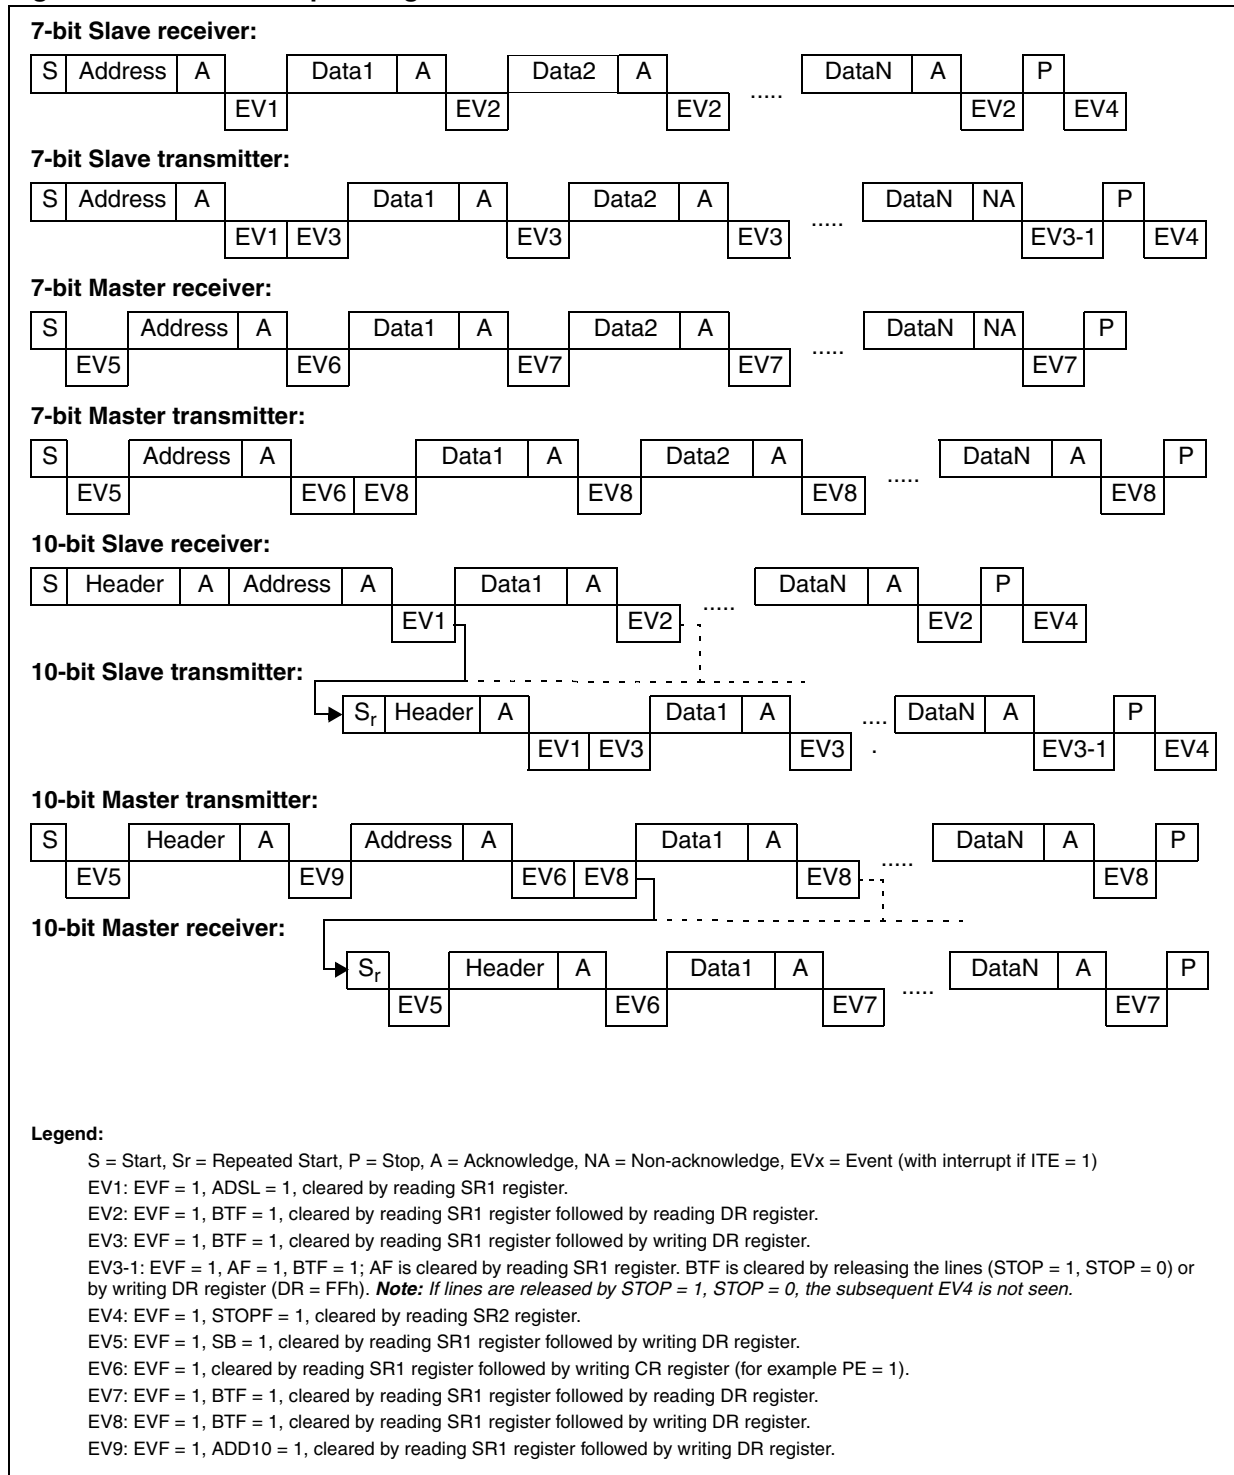 7-bit Slave receiver:
S Address A Data1 A Data2 A ..... DataN A P
EV1 EV2 EV2 EV2 EV4
7-bit Slave transmitter:
S Address A Data1 A Data2 A ..... DataN NA P
EV1 EV3 EV3 EV3 EV3-1 EV4
7-bit Master receiver:
S Address A Data1 A Data2 A ..... DataN NA P
EV5 EV6 EV7 EV7 EV7
7-bit Master transmitter:
S Address A Data1 A Data2 A ..... DataN A P
EV5 EV6 EV8 EV8 EV8 EV8
10-bit Slave receiver:
S Header A Address A Data1 A ..... DataN A P
EV1 EV2 EV2 EV4
10-bit Slave transmitter:
Sr Header A Data1 A .... DataN A P
EV1 EV3 EV3 . EV3-1 EV4
10-bit Master transmitter:
S Header A Address A Data1 A ..... DataN A P
EV5 EV9 EV6 EV8 EV8 EV8
10-bit Master receiver:
Sr Header A Data1 A ..... DataN A P
EV5 EV6 EV7 EV7
Legend:
S = Start, Sr = Repeated Start, P = Stop, A = Acknowledge, NA = Non-acknowledge, EVx = Event (with interrupt if ITE = 1)
EV1: EVF = 1, ADSL = 1, cleared by reading SR1 register.
EV2: EVF = 1, BTF = 1, cleared by reading SR1 register followed by reading DR register.
EV3: EVF = 1, BTF = 1, cleared by reading SR1 register followed by writing DR register.
EV3-1: EVF = 1, AF = 1, BTF = 1; AF is cleared by reading SR1 register. BTF is cleared by releasing the lines (STOP = 1, STOP = 0) or
by writing DR register (DR = FFh). Note: If lines are released by STOP = 1, STOP = 0, the subsequent EV4 is not seen.
EV4: EVF = 1, STOPF = 1, cleared by reading SR2 register.
EV5: EVF = 1, SB = 1, cleared by reading SR1 register followed by writing DR register.
EV6: EVF = 1, cleared by reading SR1 register followed by writing CR register (for example PE = 1).
EV7: EVF = 1, BTF = 1, cleared by reading SR1 register followed by reading DR register.
EV8: EVF = 1, BTF = 1, cleared by reading SR1 register followed by writing DR register.
EV9: EVF = 1, ADD10 = 1, cleared by reading SR1 register followed by writing DR register.